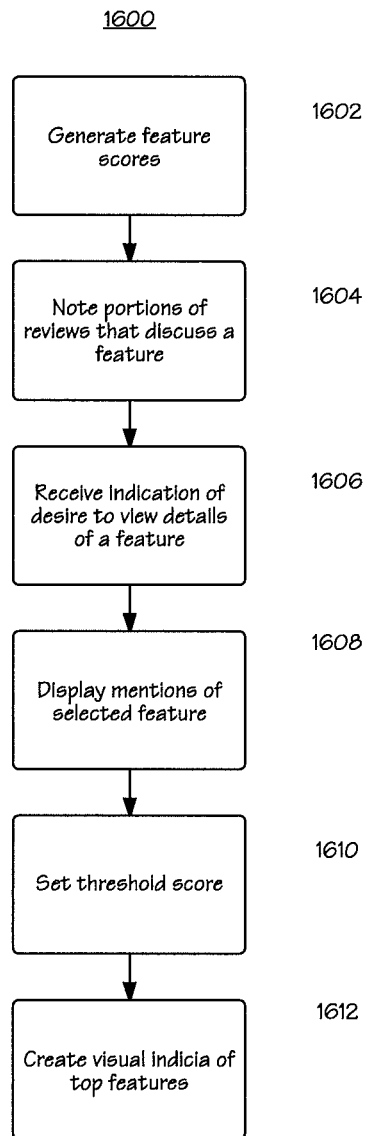 1600
Generate feature
scores
1602
Note portions of
reviews that discuss a
feature
1604
Receive indication of
desire to view details
of a feature
1606
Display mentions of
selected feature
1608
Set threshold score
1610
Create visual indicia of
top features
1612